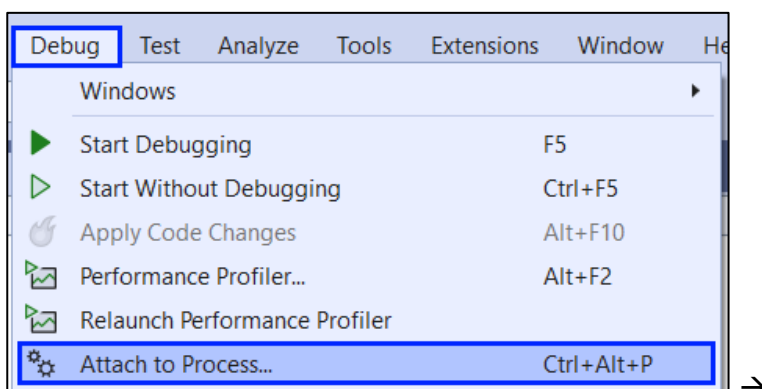 Debug Test Analyze Tools Extensions Window He
Windows
Start Debugging F5
Start Without Debugging Ctrl+F5
Apply Code Changes Alt+F10
Performance Profiler... Alt+F2
Relaunch Performance Profiler
Attach to Process... Ctrl+Alt+P
→